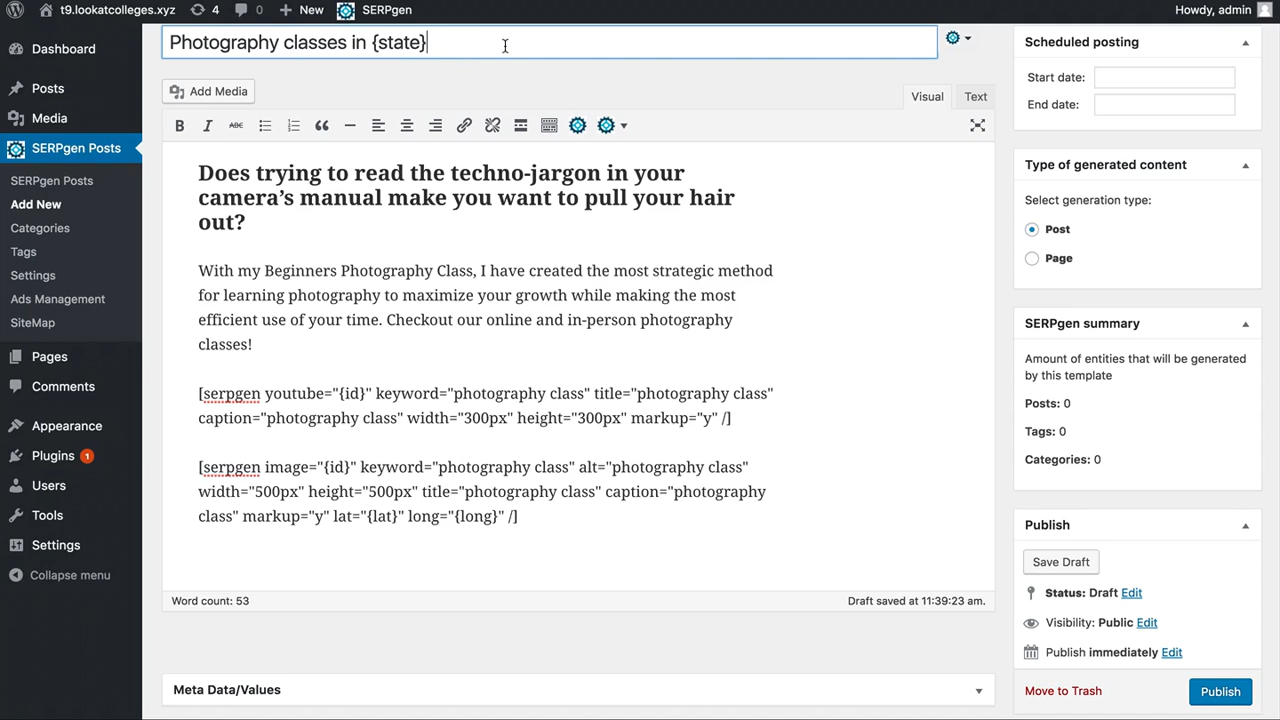 t9.lookatcolleges.xyz 4 0 New SERPgen Howdy, admin
Dashboard
Posts
Media
SERPgen Posts
SERPgen Posts
Add New
Categories
Tags
Settings
Ads Management
SiteMap
Pages
Comments
Appearance
Plugins 1
Users
Tools
Settings
Collapse menu
Photography classes in {state}
Add Media
Visual Text
B I ABC
Does trying to read the techno-jargon in your
camera’s manual make you want to pull your hair
out?
With my Beginners Photography Class, I have created the most strategic method
for learning photography to maximize your growth while making the most
efficient use of your time. Checkout our online and in-person photography
classes!
[serpgen youtube="{id}" keyword="photography class" title="photography class"
caption="photography class" width="300px" height="300px" markup="y" /]
[serpgen image="{id}" keyword="photography class" alt="photography class"
width="500px" height="500px" title="photography class" caption="photography
class" markup="y" lat="{lat}" long="{long}" /]
Word count: 53 Draft saved at 11:39:23 am.
Meta Data/Values
Scheduled posting
Start date:
End date:
Type of generated content
Select generation type:
Post
Page
SERPgen summary
Amount of entities that will be generated
by this template
Posts: 0
Tags: 0
Categories: 0
Publish
Save Draft
Status: Draft Edit
Visibility: Public Edit
Publish immediately Edit
Move to Trash Publish